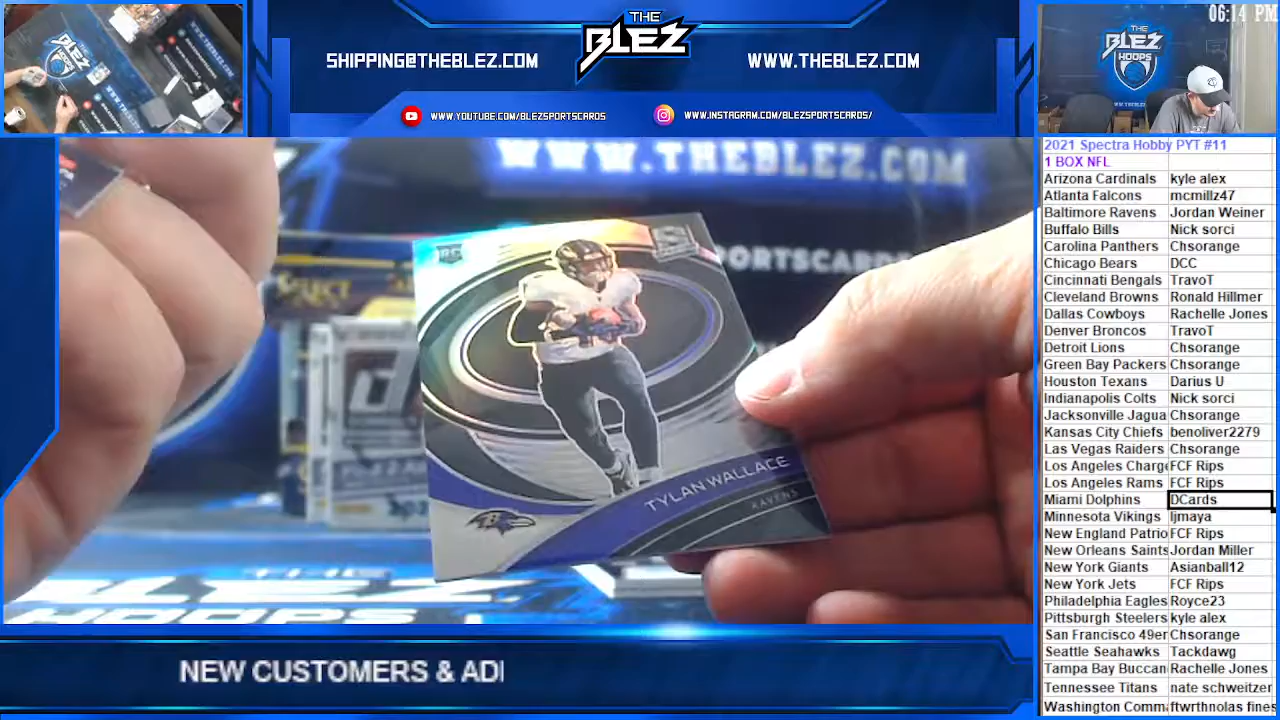 THE
BLEZ
SHIPPING@THEBLEZ.COM
WWW.THEBLEZ.COM
WWW.YOUTUBE.COM/BLEZSPORTSCARDS
WWW.INSTAGRAM.COM/BLEZSPORTSCARDS/
06:14 PM
THE
BLEZ
HOOPS
WWW.THEBLEZ.COM
PORTSCARDS
SELECT
RC
TYLAN WALLACE
RAVENS
THE
HOOPS
2021 Spectra Hobby PYT #11
1 BOX NFL
Arizona Cardinals kyle alex
Atlanta Falcons mcmillz47
Baltimore Ravens Jordan Weiner
Buffalo Bills Nick sorci
Carolina Panthers Chsorange
Chicago Bears DCC
Cincinnati Bengals TravoT
Cleveland Browns Ronald Hillmer
Dallas Cowboys Rachelle Jones
Denver Broncos TravoT
Detroit Lions Chsorange
Green Bay Packers Chsorange
Houston Texans Darius U
Indianapolis Colts Nick sorci
Jacksonville Jagua Chsorange
Kansas City Chiefs benoliver2279
Las Vegas Raiders Chsorange
Los Angeles Charg FCF Rips
Los Angeles Rams FCF Rips
Miami Dolphins DCards
Minnesota Vikings ljmaya
New England Patrio FCF Rips
New Orleans Saints Jordan Miller
New York Giants Asianball12
New York Jets FCF Rips
Philadelphia Eagles Royce23
Pittsburgh Steelers kyle alex
San Francisco 49er Chsorange
Seattle Seahawks Tackdawg
Tampa Bay Buccan Rachelle Jones
Tennessee Titans nate schweitzer
Washington Comma ftwrthnolas fines
NEW CUSTOMERS & ADI